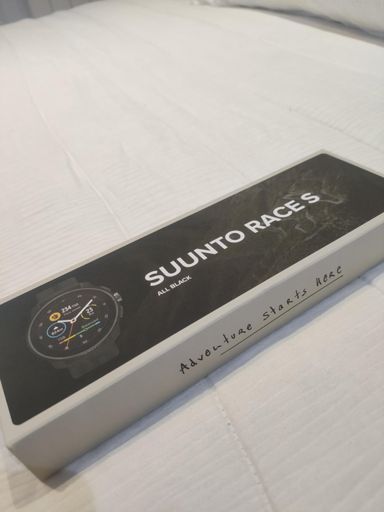 SUUNTO RACE S
ALL BLACK
Adventure starts here